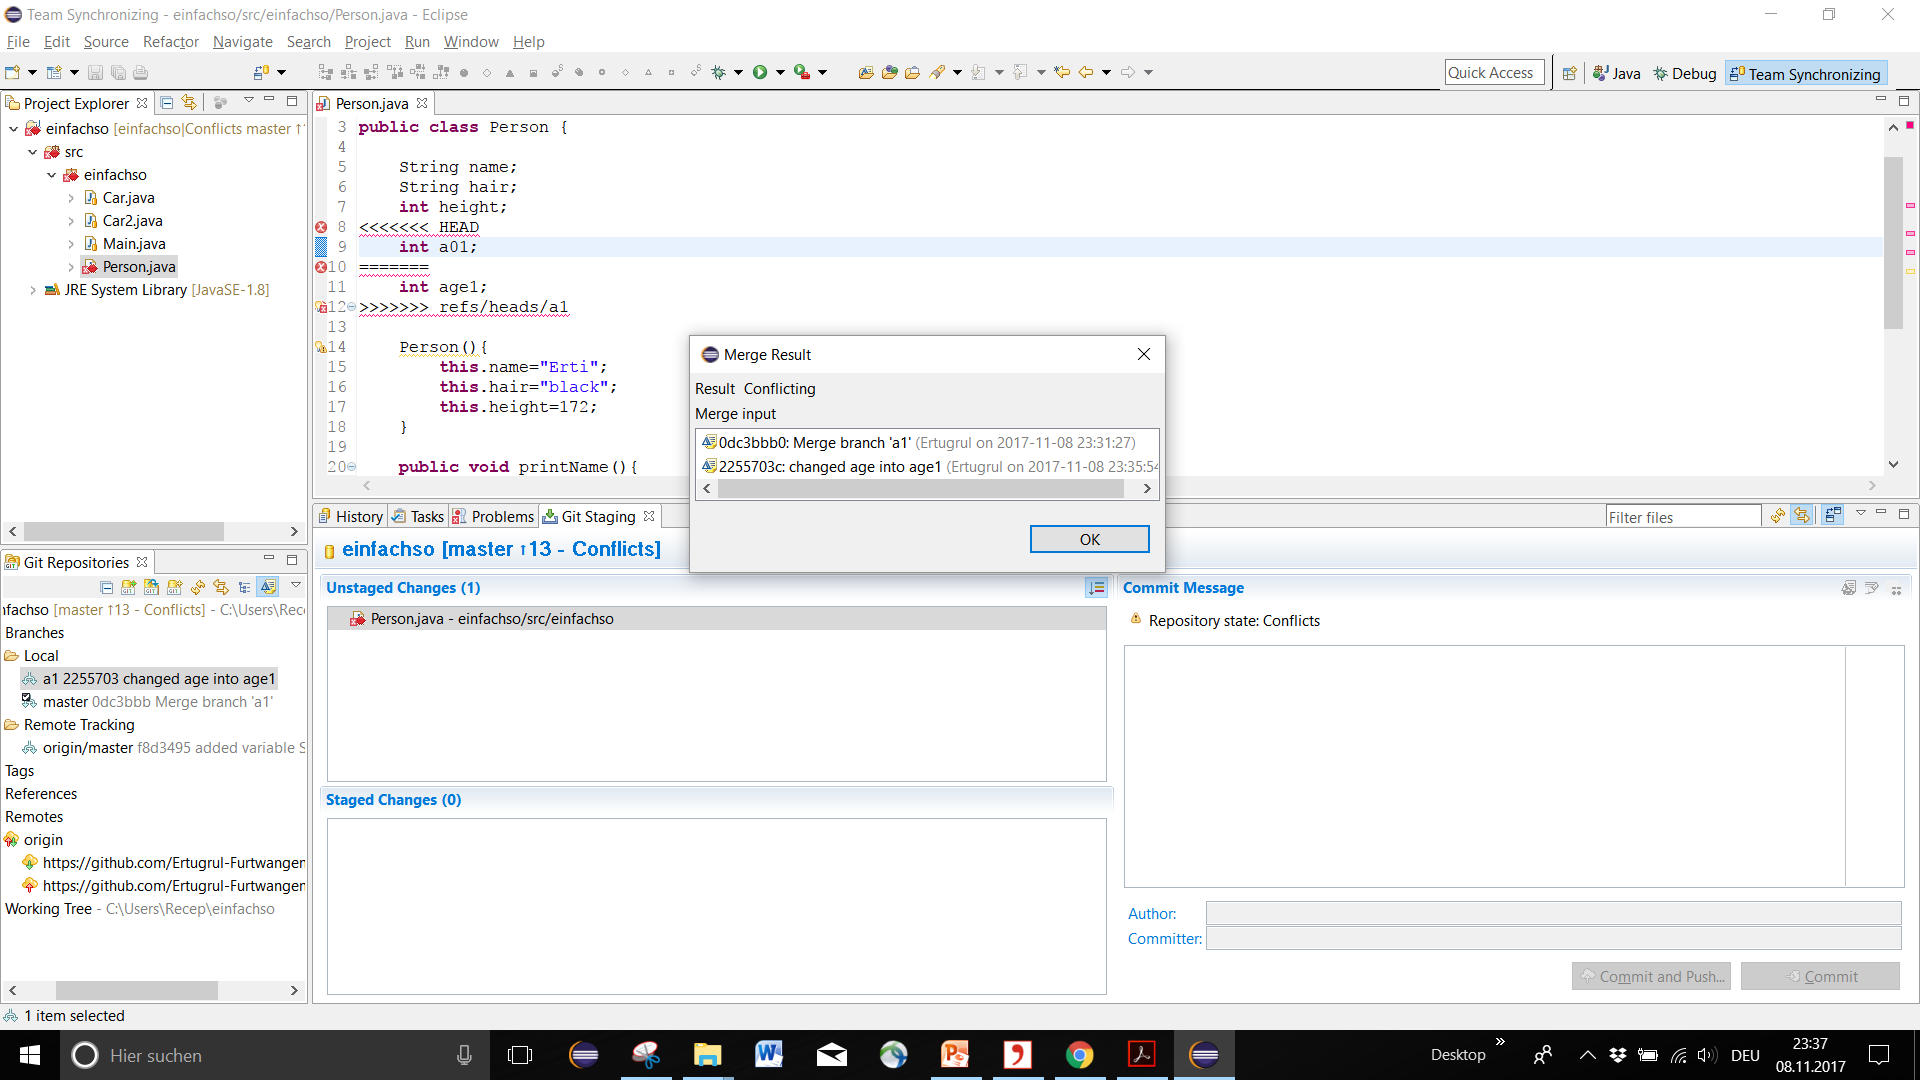 Team Synchronizing - einfachso/src/einfachso/Person.java - Eclipse
File Edit Source Refactor Navigate Search Project Run Window Help
Quick Access Java Debug Team Synchronizing
Project Explorer
einfachso [einfachso|Conflicts master ↑1
src
einfachso
Car.java
Car2.java
Main.java
Person.java
JRE System Library [JavaSE-1.8]
Person.java
3 public class Person {
4
5 String name;
6 String hair;
7 int height;
8 <<<<<<< HEAD
9 int a01;
10 =======
11 int age1;
12 >>>>>>> refs/heads/a1
13
14 Person(){
15 this.name="Erti";
16 this.hair="black";
17 this.height=172;
18 }
19
20 public void printName(){
Merge Result
Result Conflicting
Merge input
0dc3bbb0: Merge branch 'a1' (Ertugrul on 2017-11-08 23:31:27)
2255703c: changed age into age1 (Ertugrul on 2017-11-08 23:35:54
OK
Git Repositories
nfachso [master ↑13 - Conflicts] - C:\Users\Rec
Branches
Local
a1 2255703 changed age into age1
master 0dc3bbb Merge branch 'a1'
Remote Tracking
origin/master f8d3495 added variable S
Tags
References
Remotes
origin
https://github.com/Ertugrul-Furtwangen
https://github.com/Ertugrul-Furtwangen
Working Tree - C:\Users\Recep\einfachso
1 item selected
History Tasks Problems Git Staging
Filter files
einfachso [master ↑13 - Conflicts]
Unstaged Changes (1)
Person.java - einfachso/src/einfachso
Staged Changes (0)
Commit Message
Repository state: Conflicts
Author:
Committer:
Commit and Push... Commit
Hier suchen
Desktop
DEU
23:37
08.11.2017